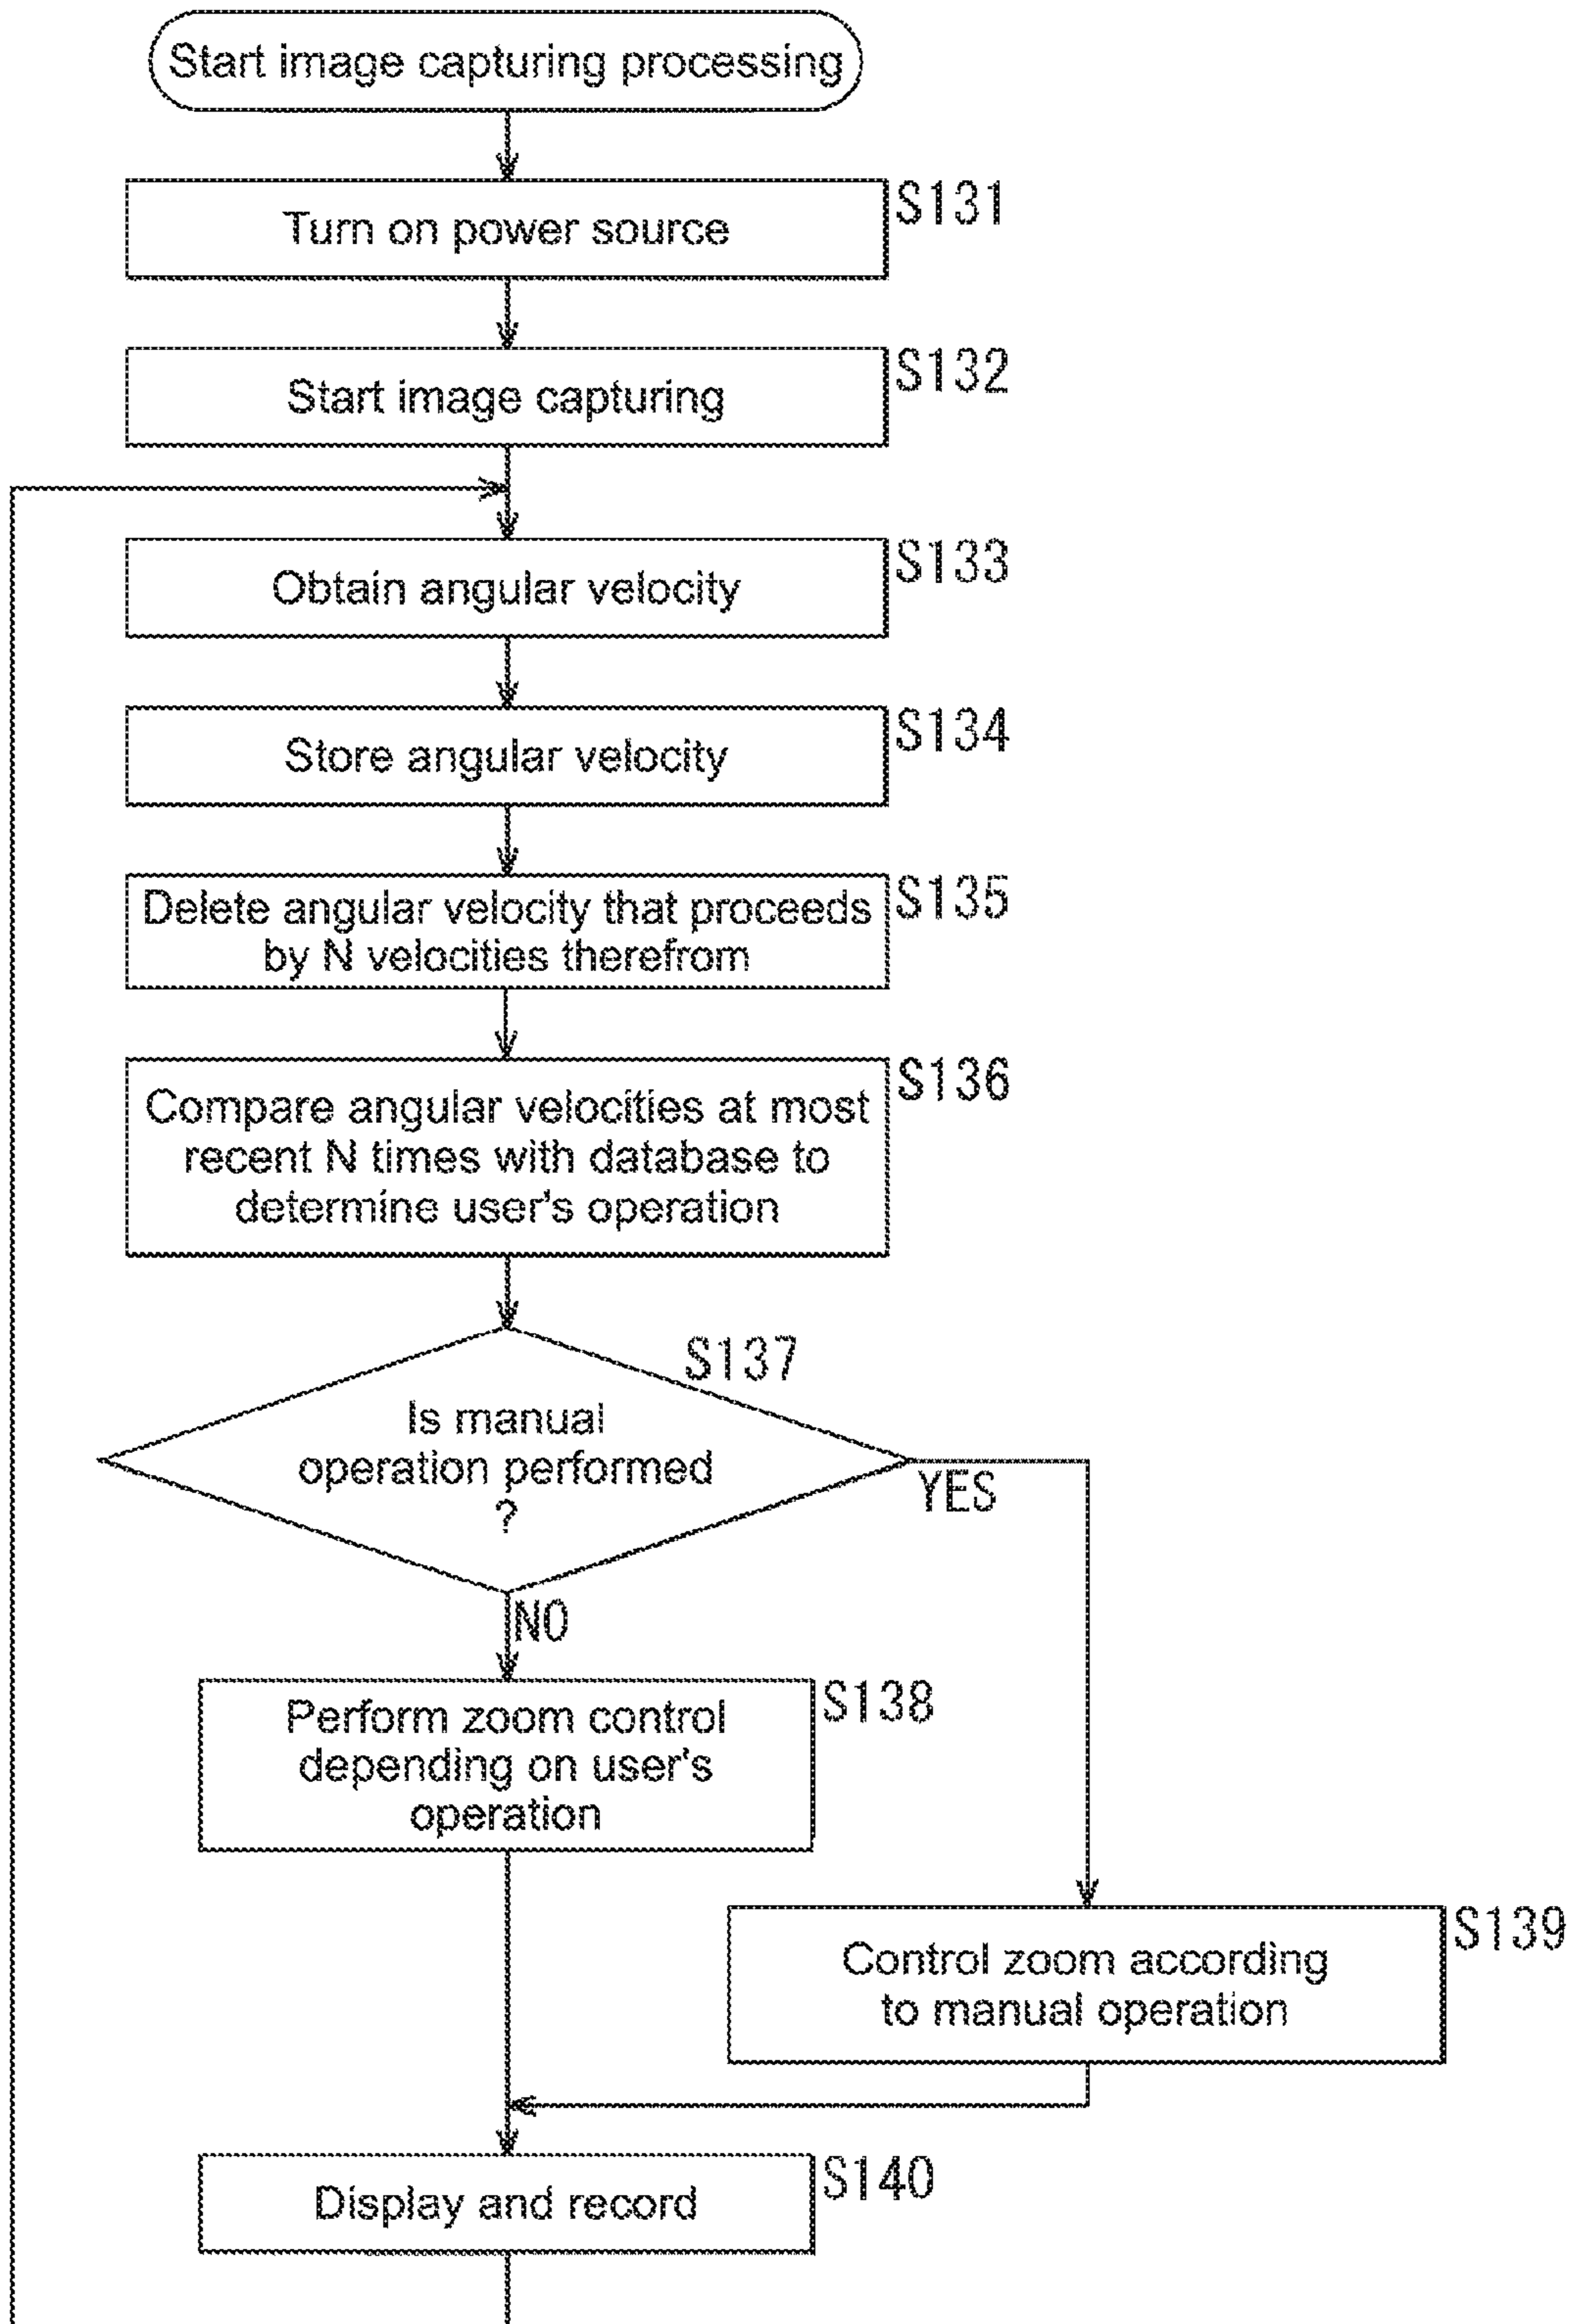 Start image capturing processing
S131
Turn on power source
S132
Start image capturing
S133
Obtain angular velocity
S134
Store angular velocity
S135
Delete angular velocity that proceeds
by N velocities therefrom
S136
Compare angular velocities at most
recent N times with database to
determine user's operation
S137
Is manual
operation performed
?
YES
NO
S138
Perform zoom control
depending on user's
operation
S139
Control zoom according
to manual operation
S140
Display and record